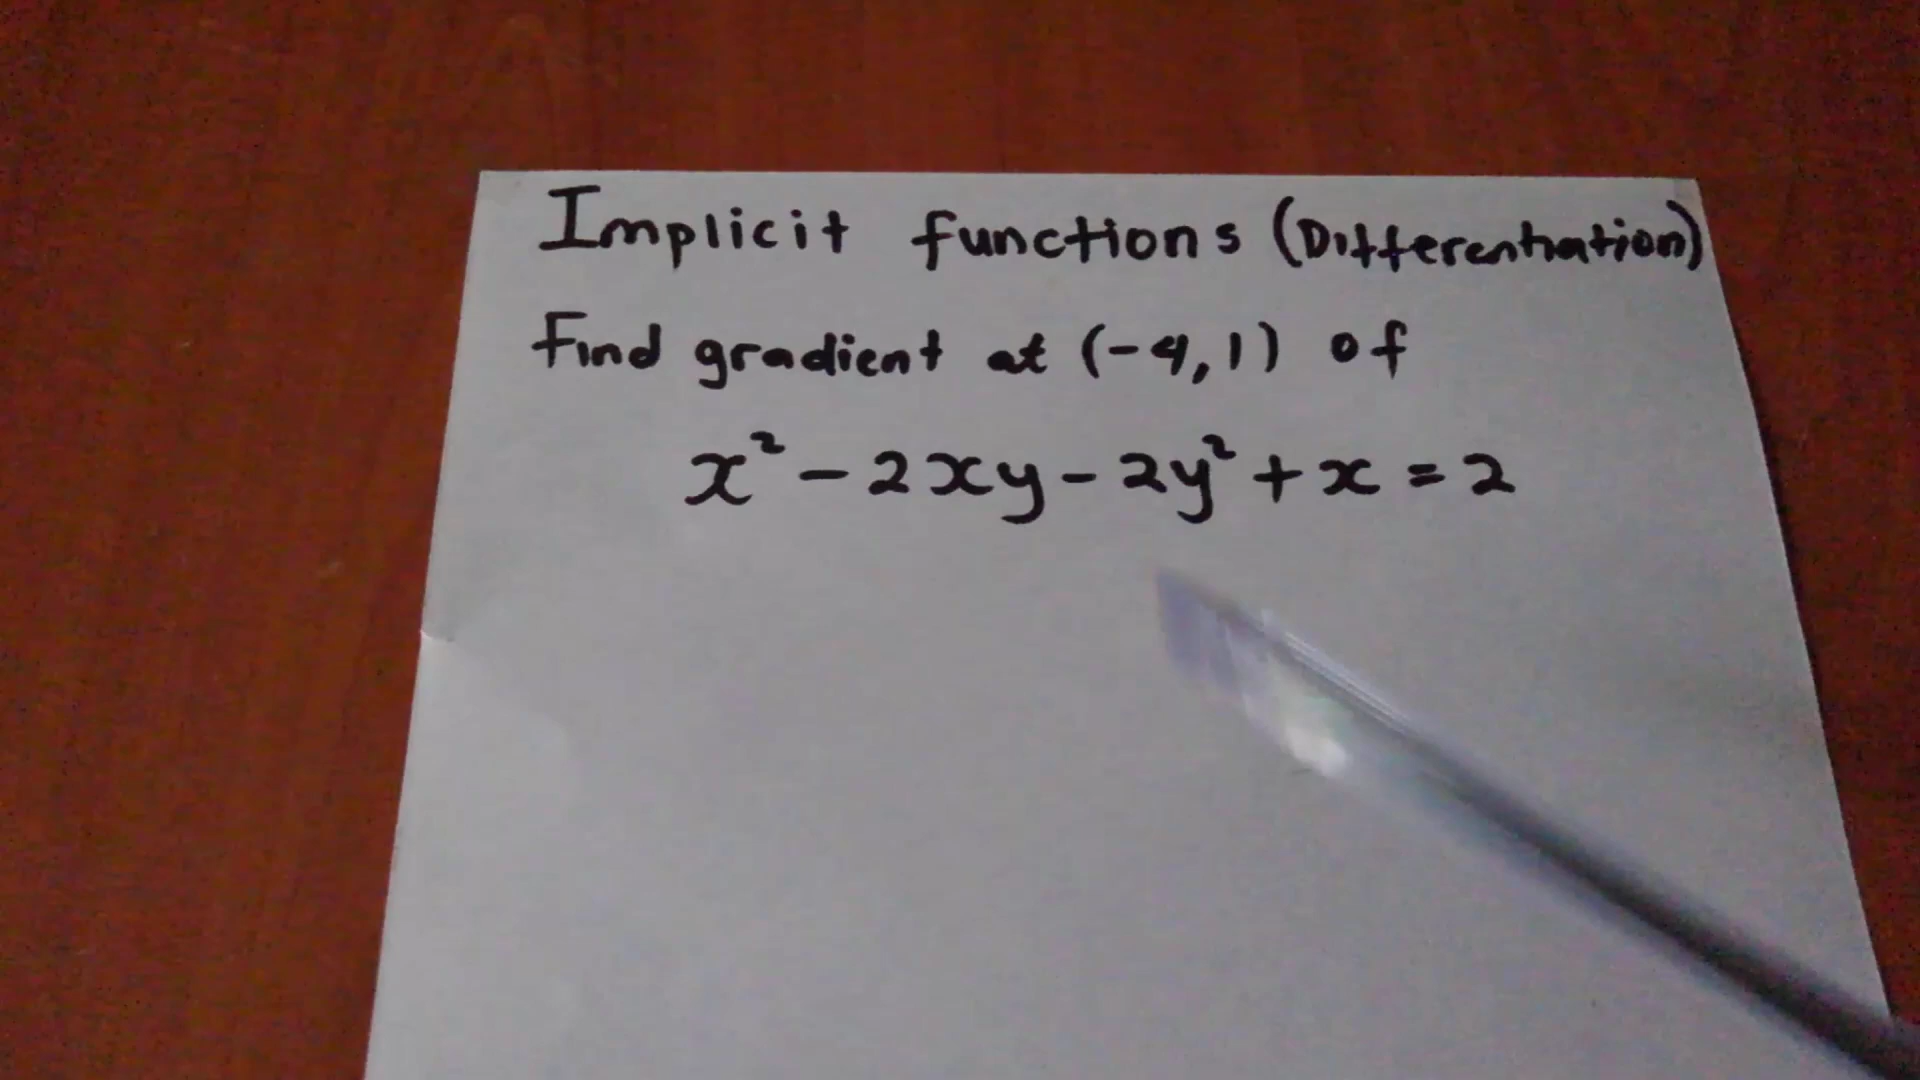 Implicit functions (Differentiation)
Find gradient at (-4,1) of
x² - 2xy - 2y² + x = 2